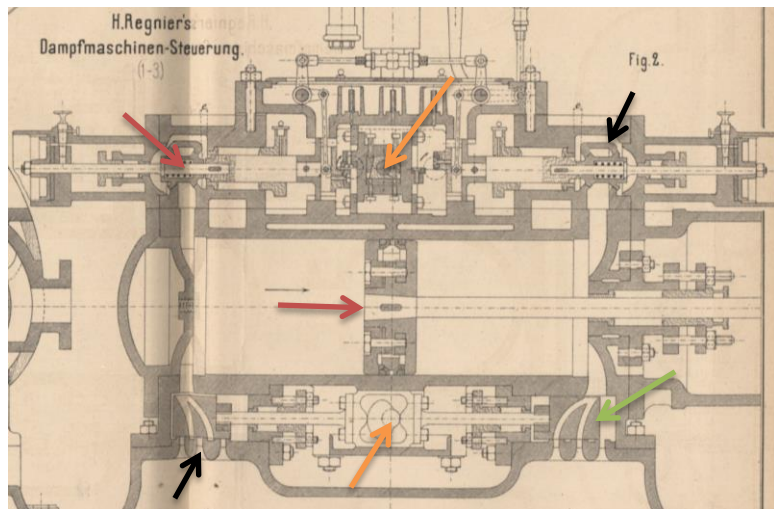 H.Regnier's
Dampfmaschinen-Steuerung.
(1-3)
Fig.2.